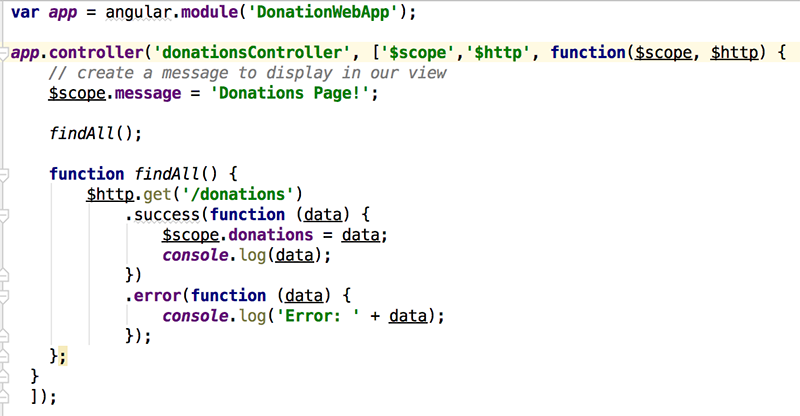 var app = angular.module('DonationWebApp');
app.controller('donationsController', ['$scope','$http', function($scope, $http) {
// create a message to display in our view
$scope.message = 'Donations Page!';
findAll();
function findAll() {
$http.get('/donations')
.success(function (data) {
$scope.donations = data;
console.log(data);
})
.error(function (data) {
console.log('Error: ' + data);
});
};
}
]);